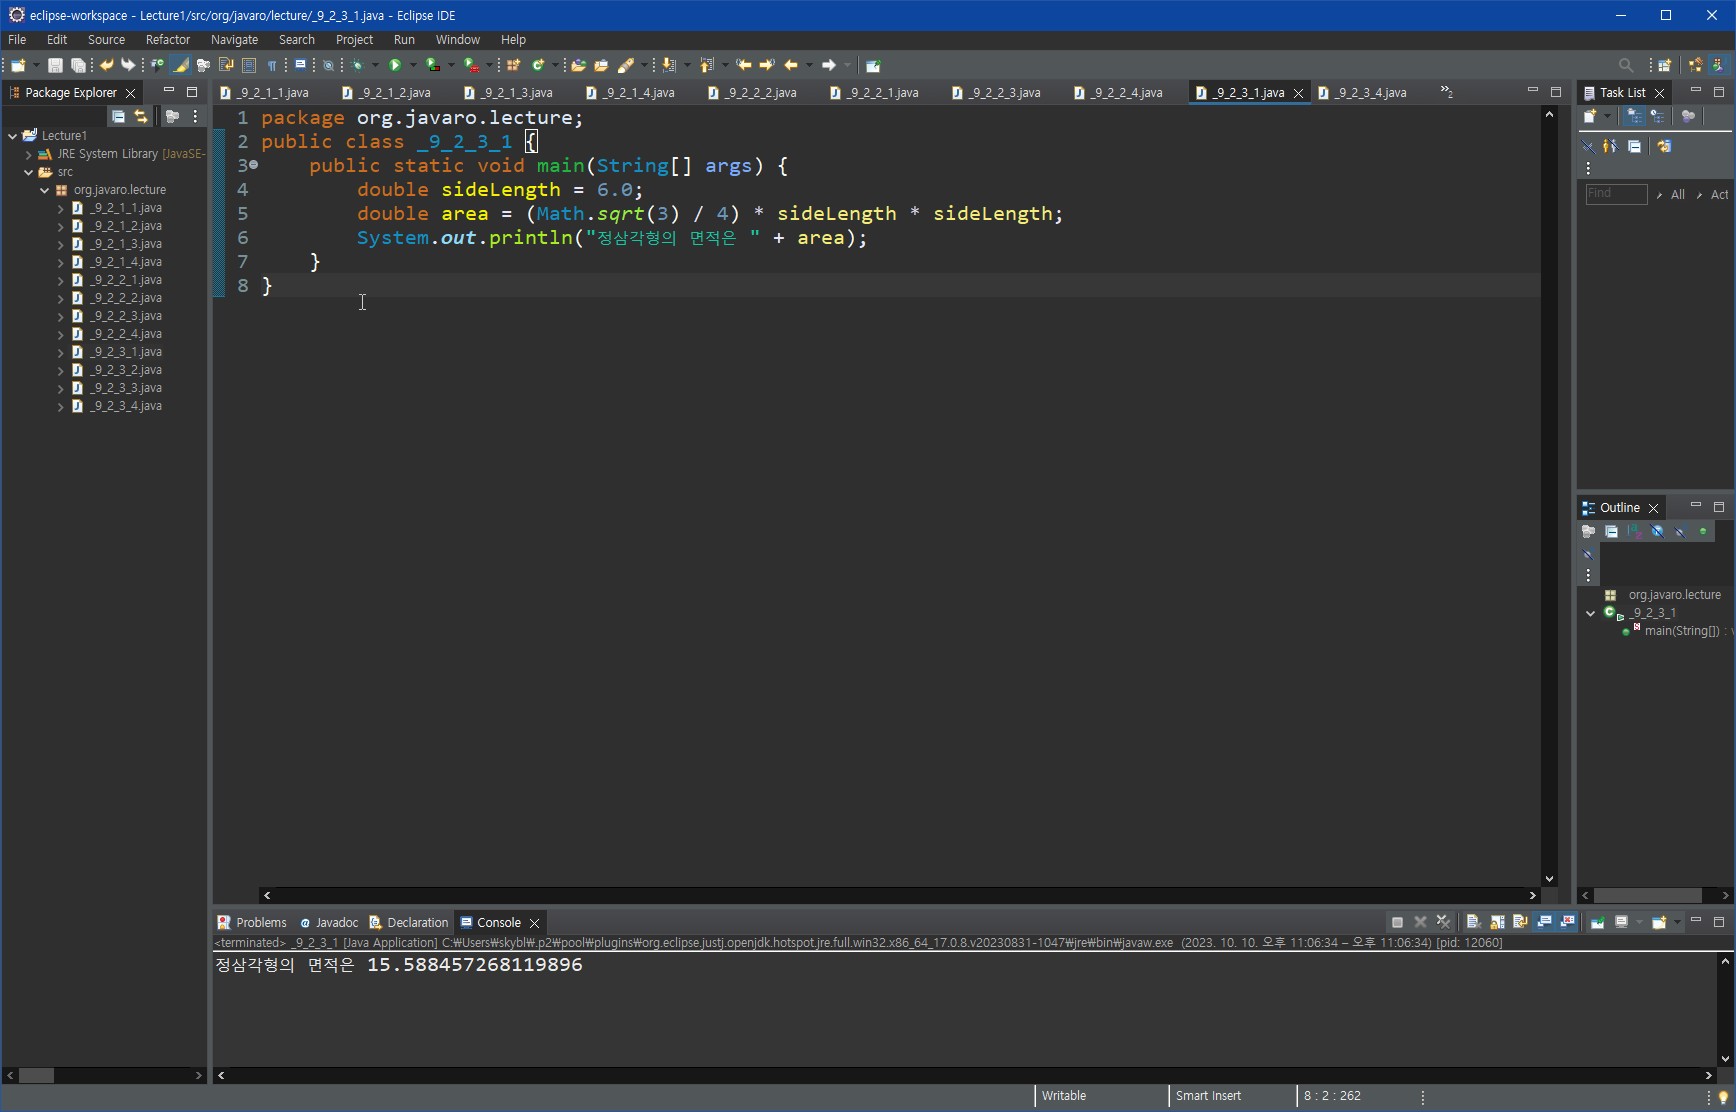 eclipse-workspace - Lecture1/src/org/javaro/lecture/_9_2_3_1.java - Eclipse IDE
File Edit Source Refactor Navigate Search Project Run Window Help
Package Explorer
_9_2_1_1.java _9_2_1_2.java _9_2_1_3.java _9_2_1_4.java _9_2_2_2.java _9_2_2_1.java _9_2_2_3.java _9_2_2_4.java _9_2_3_1.java _9_2_3_4.java »2
Lecture1
JRE System Library [JavaSE-
src
org.javaro.lecture
_9_2_1_1.java
_9_2_1_2.java
_9_2_1_3.java
_9_2_1_4.java
_9_2_2_1.java
_9_2_2_2.java
_9_2_2_3.java
_9_2_2_4.java
_9_2_3_1.java
_9_2_3_2.java
_9_2_3_3.java
_9_2_3_4.java
1 package org.javaro.lecture;
2 public class _9_2_3_1 {
3 public static void main(String[] args) {
4 double sideLength = 6.0;
5 double area = (Math.sqrt(3) / 4) * sideLength * sideLength;
6 System.out.println("정삼각형의 면적은 " + area);
7 }
8 }
Task List
Find All Act
Outline
org.javaro.lecture
_9_2_3_1
main(String[]) : v
Problems Javadoc Declaration Console
<terminated> _9_2_3_1 [Java Application] C:₩Users₩skybl₩.p2₩pool₩plugins₩org.eclipse.justj.openjdk.hotspot.jre.full.win32.x86_64_17.0.8.v20230831-1047₩jre₩bin₩javaw.exe (2023. 10. 10. 오후 11:06:34 – 오후 11:06:34) [pid: 12060]
정삼각형의 면적은 15.588457268119896
Writable Smart Insert 8 : 2 : 262